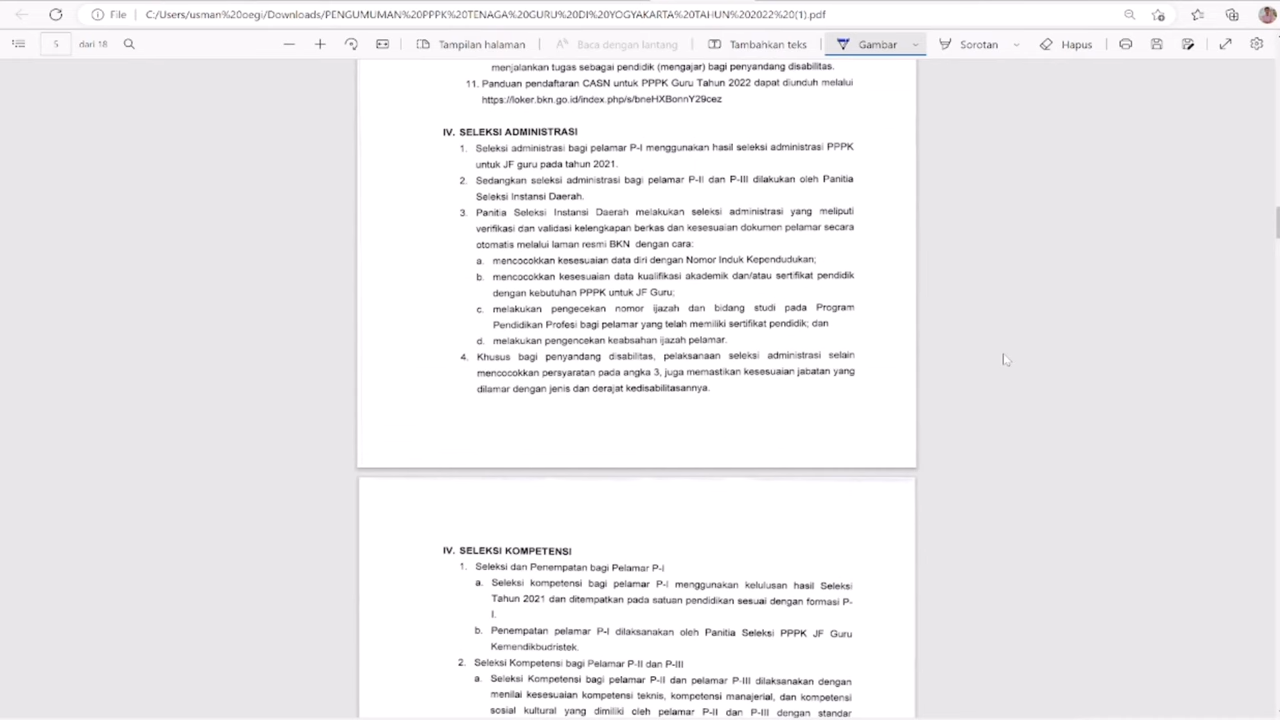 File C:/Users/usman%20oegi/Downloads/PENGUMUMAN%20PPPK%20TENAGA%20GURU%20DI%20YOGYAKARTA%20TAHUN%202022%20(1).pdf
5 dari 18 Tampilan halaman Baca dengan lantang Tambahkan teks Gambar Sorotan Hapus
menjalankan tugas sebagai pendidik (mengajar) bagi penyandang disabilitas.
11. Panduan pendaftaran CASN untuk PPPK Guru Tahun 2022 dapat diunduh melalui
https://loker.bkn.go.id/index.php/s/bneHXBonnY29cez
IV. SELEKSI ADMINISTRASI
1. Seleksi administrasi bagi pelamar P-I menggunakan hasil seleksi administrasi PPPK
untuk JF guru pada tahun 2021.
2. Sedangkan seleksi administrasi bagi pelamar P-II dan P-III dilakukan oleh Panitia
Seleksi Instansi Daerah.
3. Panitia Seleksi Instansi Daerah melakukan seleksi administrasi yang meliputi
verifikasi dan validasi kelengkapan berkas dan kesesuaian dokumen pelamar secara
otomatis melalui laman resmi BKN dengan cara:
a. mencocokkan kesesuaian data diri dengan Nomor Induk Kependudukan;
b. mencocokkan kesesuaian data kualifikasi akademik dan/atau sertifikat pendidik
dengan kebutuhan PPPK untuk JF Guru;
c. melakukan pengecekan nomor ijazah dan bidang studi pada Program
Pendidikan Profesi bagi pelamar yang telah memiliki sertifikat pendidik; dan
d. melakukan pengencekan keabsahan ijazah pelamar.
4. Khusus bagi penyandang disabilitas, pelaksanaan seleksi administrasi selain
mencocokkan persyaratan pada angka 3, juga memastikan kesesuaian jabatan yang
dilamar dengan jenis dan derajat kedisabilitasannya.
IV. SELEKSI KOMPETENSI
1. Seleksi dan Penempatan bagi Pelamar P-I
a. Seleksi kompetensi bagi pelamar P-I menggunakan kelulusan hasil Seleksi
Tahun 2021 dan ditempatkan pada satuan pendidikan sesuai dengan formasi P-
I.
b. Penempatan pelamar P-I dilaksanakan oleh Panitia Seleksi PPPK JF Guru
Kemendikbudristek.
2. Seleksi Kompetensi bagi Pelamar P-II dan P-III
a. Seleksi Kompetensi bagi pelamar P-II dan pelamar P-III dilaksanakan dengan
menilai kesesuaian kompetensi teknis, kompetensi manajerial, dan kompetensi
sosial kultural yang dimiliki oleh pelamar P-II dan P-III dengan standar